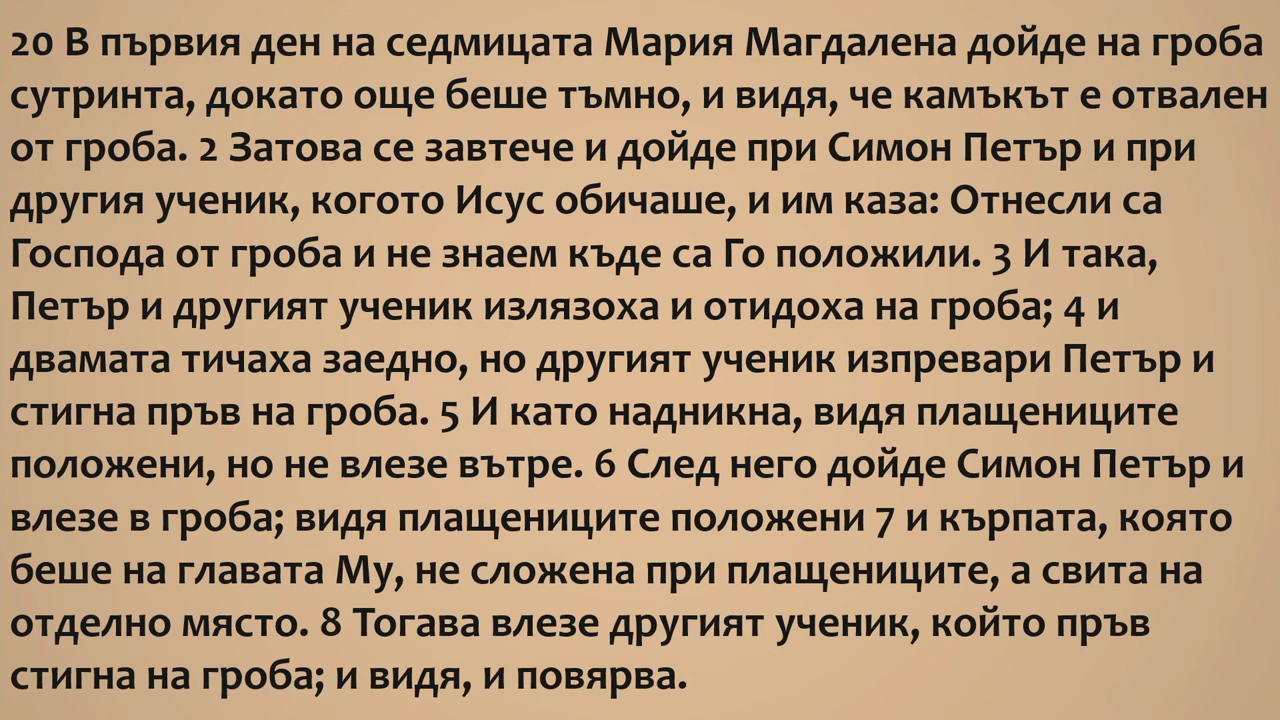 20 В първия ден на седмицата Мария Магдалена дойде на гроба
сутринта, докато още беше тъмно, и видя, че камъкът е отвален
от гроба. 2 Затова се завтече и дойде при Симон Петър и при
другия ученик, когото Исус обичаше, и им каза: Отнесли са
Господа от гроба и не знаем къде са Го положили. 3 И така,
Петър и другият ученик излязоха и отидоха на гроба; 4 и
двамата тичаха заедно, но другият ученик изпревари Петър и
стигна пръв на гроба. 5 И като надникна, видя плащениците
положени, но не влезе вътре. 6 След него дойде Симон Петър и
влезе в гроба; видя плащениците положени 7 и кърпата, която
беше на главата Му, не сложена при плащениците, а свита на
отделно място. 8 Тогава влезе другият ученик, който пръв
стигна на гроба; и видя, и повярва.